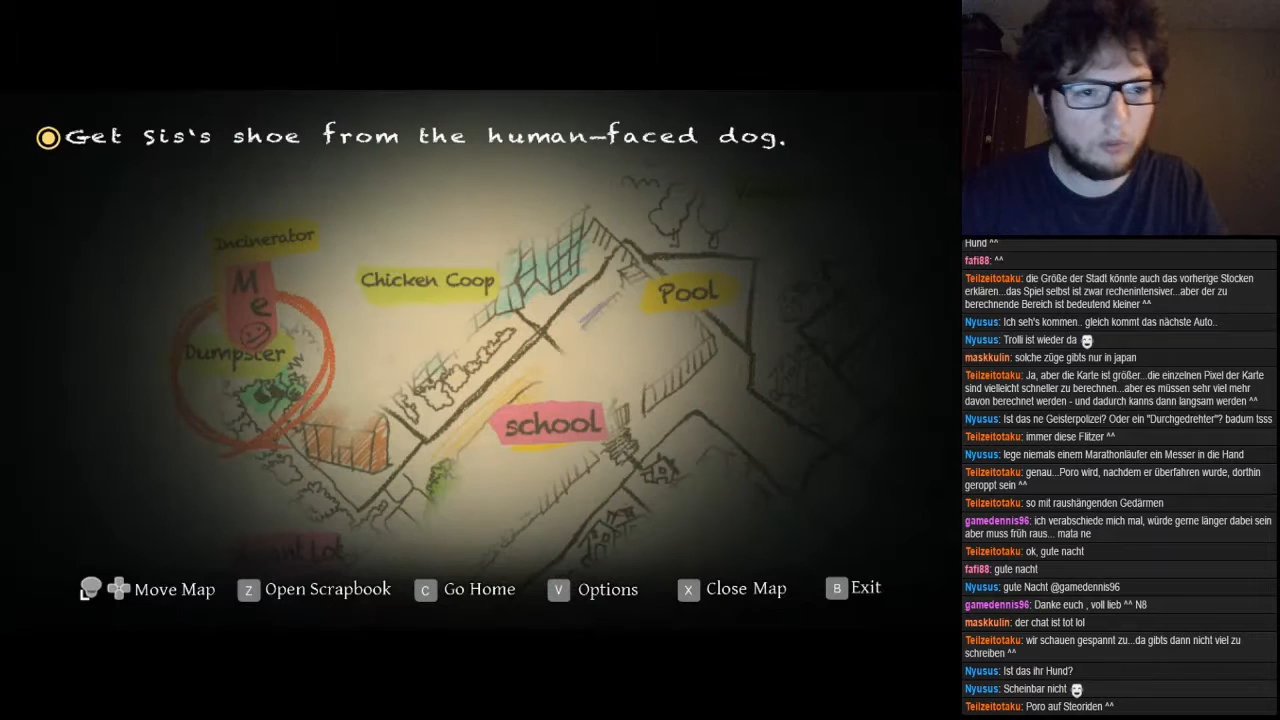 Get Sis's shoe from the human-faced dog.
Incinerator
Me
Chicken Coop
Pool
Dumpster
school
L Move Map Z Open Scrapbook C Go Home V Options X Close Map B Exit
Hund ^^
fafi88: ^^
Teilzeitotaku: die Größe der Stadt könnte auch das vorherige Stocken
erklären...das Spiel selbst ist zwar rechenintensiver...aber der zu
berechnende Bereich ist bedeutend kleiner ^^
Nyusus: Ich seh's kommen.. gleich kommt das nächste Auto..
Nyusus: Trolli ist wieder da
maskkulin: solche züge gibts nur in japan
Teilzeitotaku: Ja, aber die Karte ist größer...die einzelnen Pixel der Karte
sind vielleicht schneller zu berechnen...aber es müssen sehr viel mehr
davon berechnet werden - und dadurch kanns dann langsam werden ^^
Nyusus: Ist das ne Geisterpolizei? Oder ein "Durchgedrehter"? badum tsss
Teilzeitotaku: immer diese Flitzer ^^
Nyusus: lege niemals einem Marathonläufer ein Messer in die Hand
Teilzeitotaku: genau...Poro wird, nachdem er überfahren wurde, dorthin
geroppt sein ^^
Teilzeitotaku: so mit raushängenden Gedärmen
gamedennis96: ich verabschiede mich mal, würde gerne länger dabei sein
aber muss früh raus... mata ne
Teilzeitotaku: ok, gute nacht
fafi88: gute nacht
Nyusus: gute Nacht @gamedennis96
gamedennis96: Danke euch , voll lieb ^^ N8
maskkulin: der chat ist tot lol
Teilzeitotaku: wir schauen gespannt zu...da gibts dann nicht viel zu
schreiben ^^
Nyusus: Ist das ihr Hund?
Nyusus: Scheinbar nicht
Teilzeitotaku: Poro auf Steoriden ^^